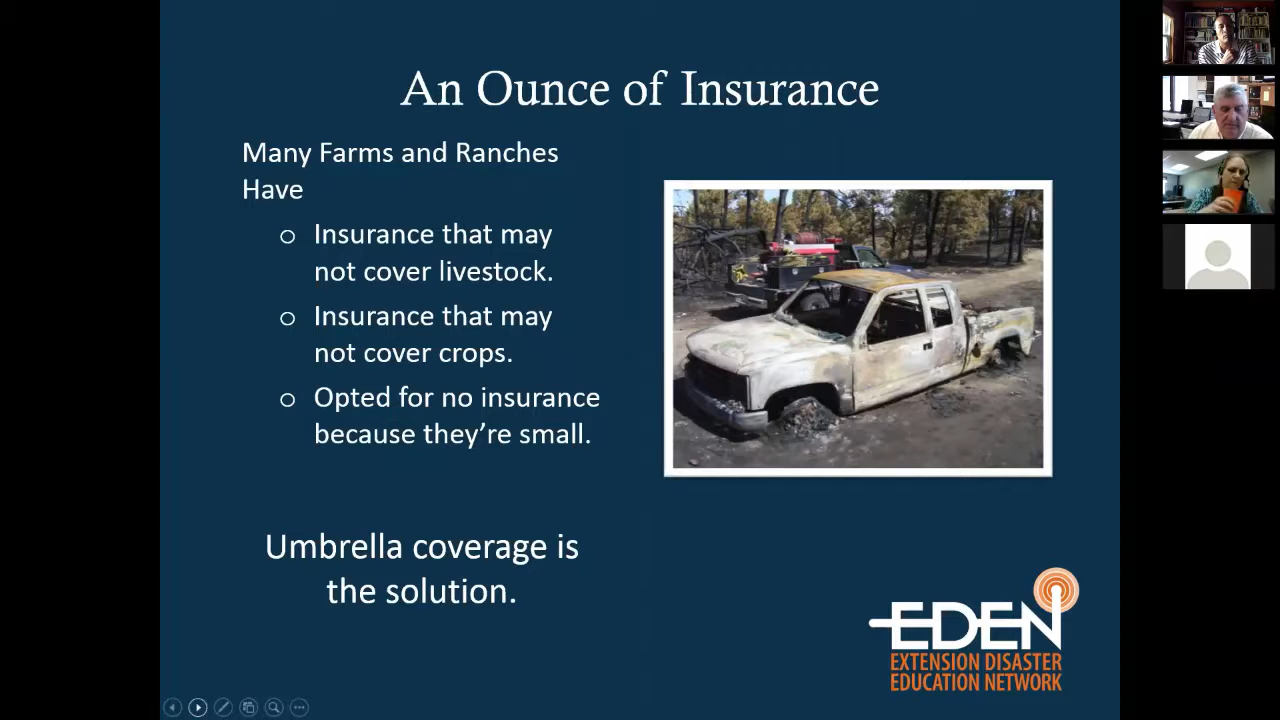 An Ounce of Insurance
Many Farms and Ranches
Have
o Insurance that may
not cover livestock.
o Insurance that may
not cover crops.
o Opted for no insurance
because they’re small.
Umbrella coverage is
the solution.
EDEN
EXTENSION DISASTER
EDUCATION NETWORK